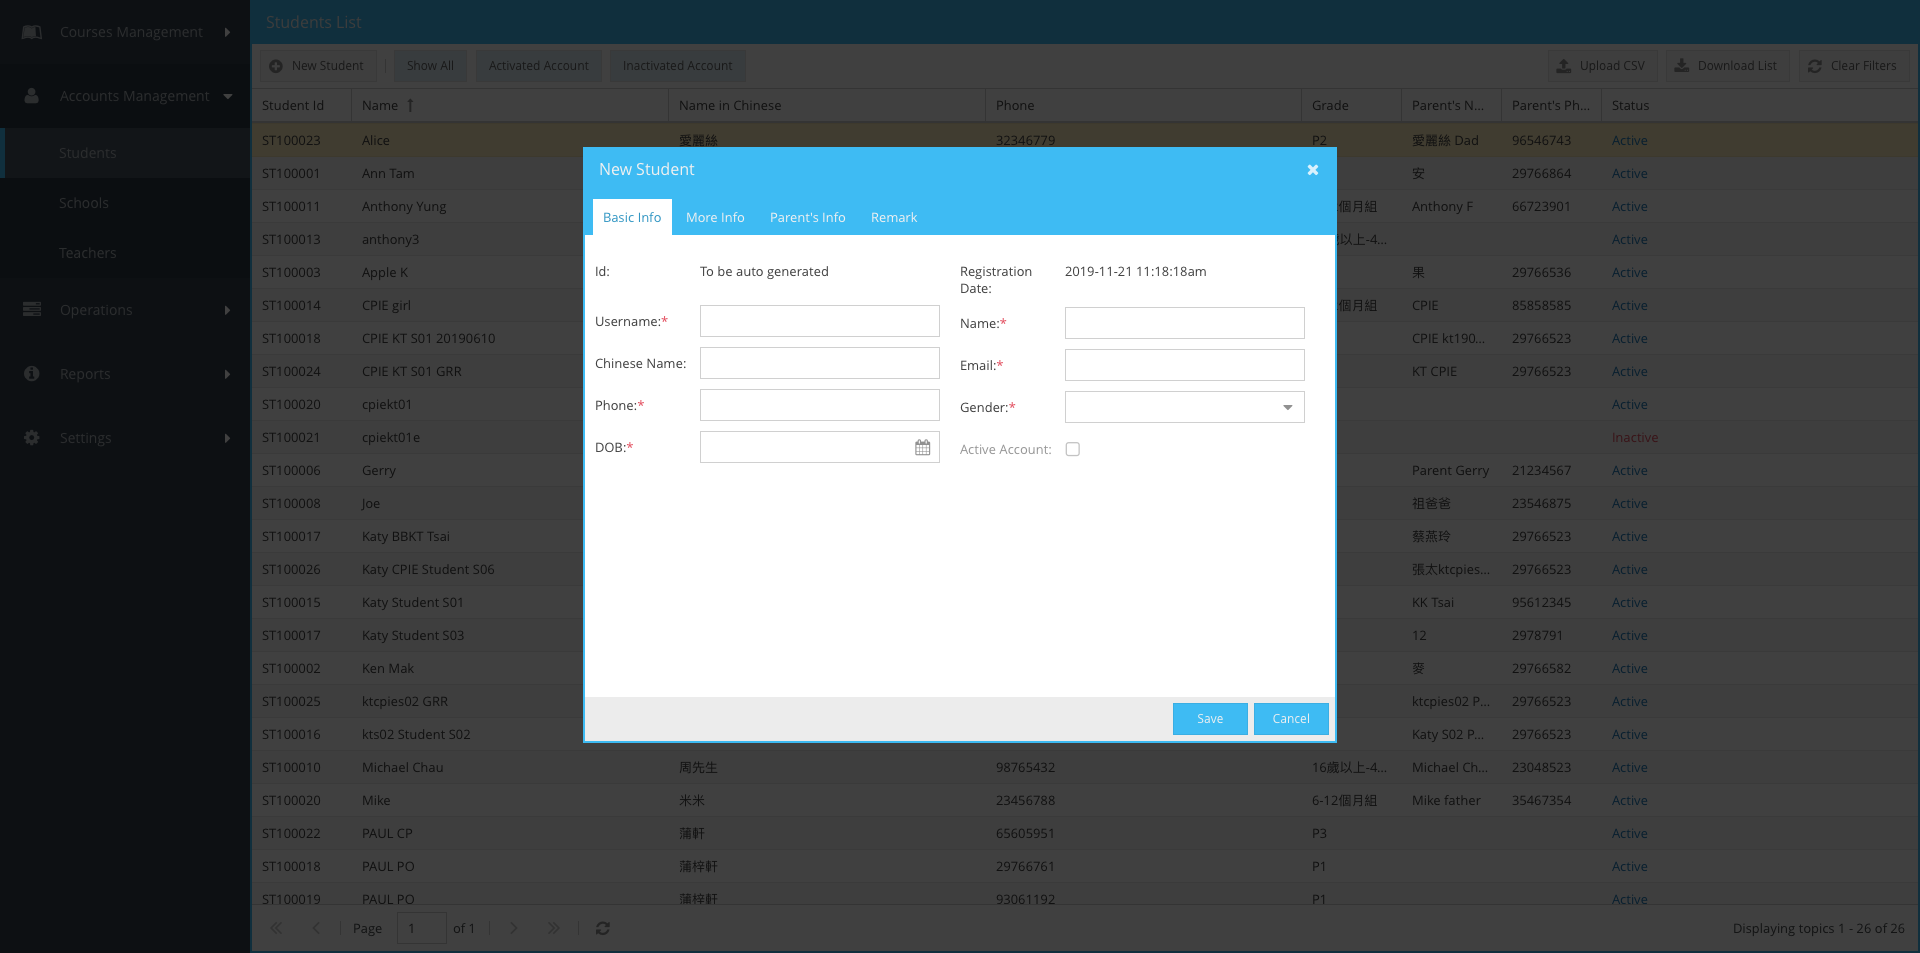 Courses Management
Accounts Management
Students
Schools
Teachers
Operations
Reports
Settings
Students List
New Student Show All Activated Account Inactivated Account Upload CSV Download List Clear Filters
Student Id Name Name in Chinese Phone Grade Parent's N... Parent's Ph... Status
ST100023 Alice 愛麗絲 32346779 P2 愛麗絲 Dad 96546743 Active
ST100001 Ann Tam 安 29766864 Active
ST100011 Anthony Yung 個月組 Anthony F 66723901 Active
ST100013 anthony3 以上-4... Active
ST100003 Apple K 果 29766536 Active
ST100014 CPIE girl 個月組 CPIE 85858585 Active
ST100018 CPIE KT S01 20190610 CPIE kt190... 29766523 Active
ST100024 CPIE KT S01 GRR KT CPIE 29766523 Active
ST100020 cpiekt01 Active
ST100021 cpiekt01e Inactive
ST100006 Gerry Parent Gerry 21234567 Active
ST100008 Joe 祖爸爸 23546875 Active
ST100017 Katy BBKT Tsai 蔡燕玲 29766523 Active
ST100026 Katy CPIE Student S06 張太ktcpies... 29766523 Active
ST100015 Katy Student S01 KK Tsai 95612345 Active
ST100017 Katy Student S03 12 2978791 Active
ST100002 Ken Mak 麥 29766582 Active
ST100025 ktcpies02 GRR ktcpies02 P... 29766523 Active
ST100016 kts02 Student S02 Katy S02 P... 29766523 Active
ST100010 Michael Chau 周先生 98765432 16歲以上-4... Michael Ch... 23048523 Active
ST100020 Mike 米米 23456788 6-12個月組 Mike father 35467354 Active
ST100022 PAUL CP 蒲軒 65605951 P3 Active
ST100018 PAUL PO 蒲梓軒 29766761 P1 Active
ST100019 PAUL PO 蒲梓軒 93061192 P1 Active
Page 1 of 1 Displaying topics 1 - 26 of 26
New Student
Basic Info More Info Parent's Info Remark
Id: To be auto generated Registration
Date: 2019-11-21 11:18:18am
Username:* Name:*
Chinese Name: Email:*
Phone:* Gender:*
DOB:* Active Account:
Save Cancel